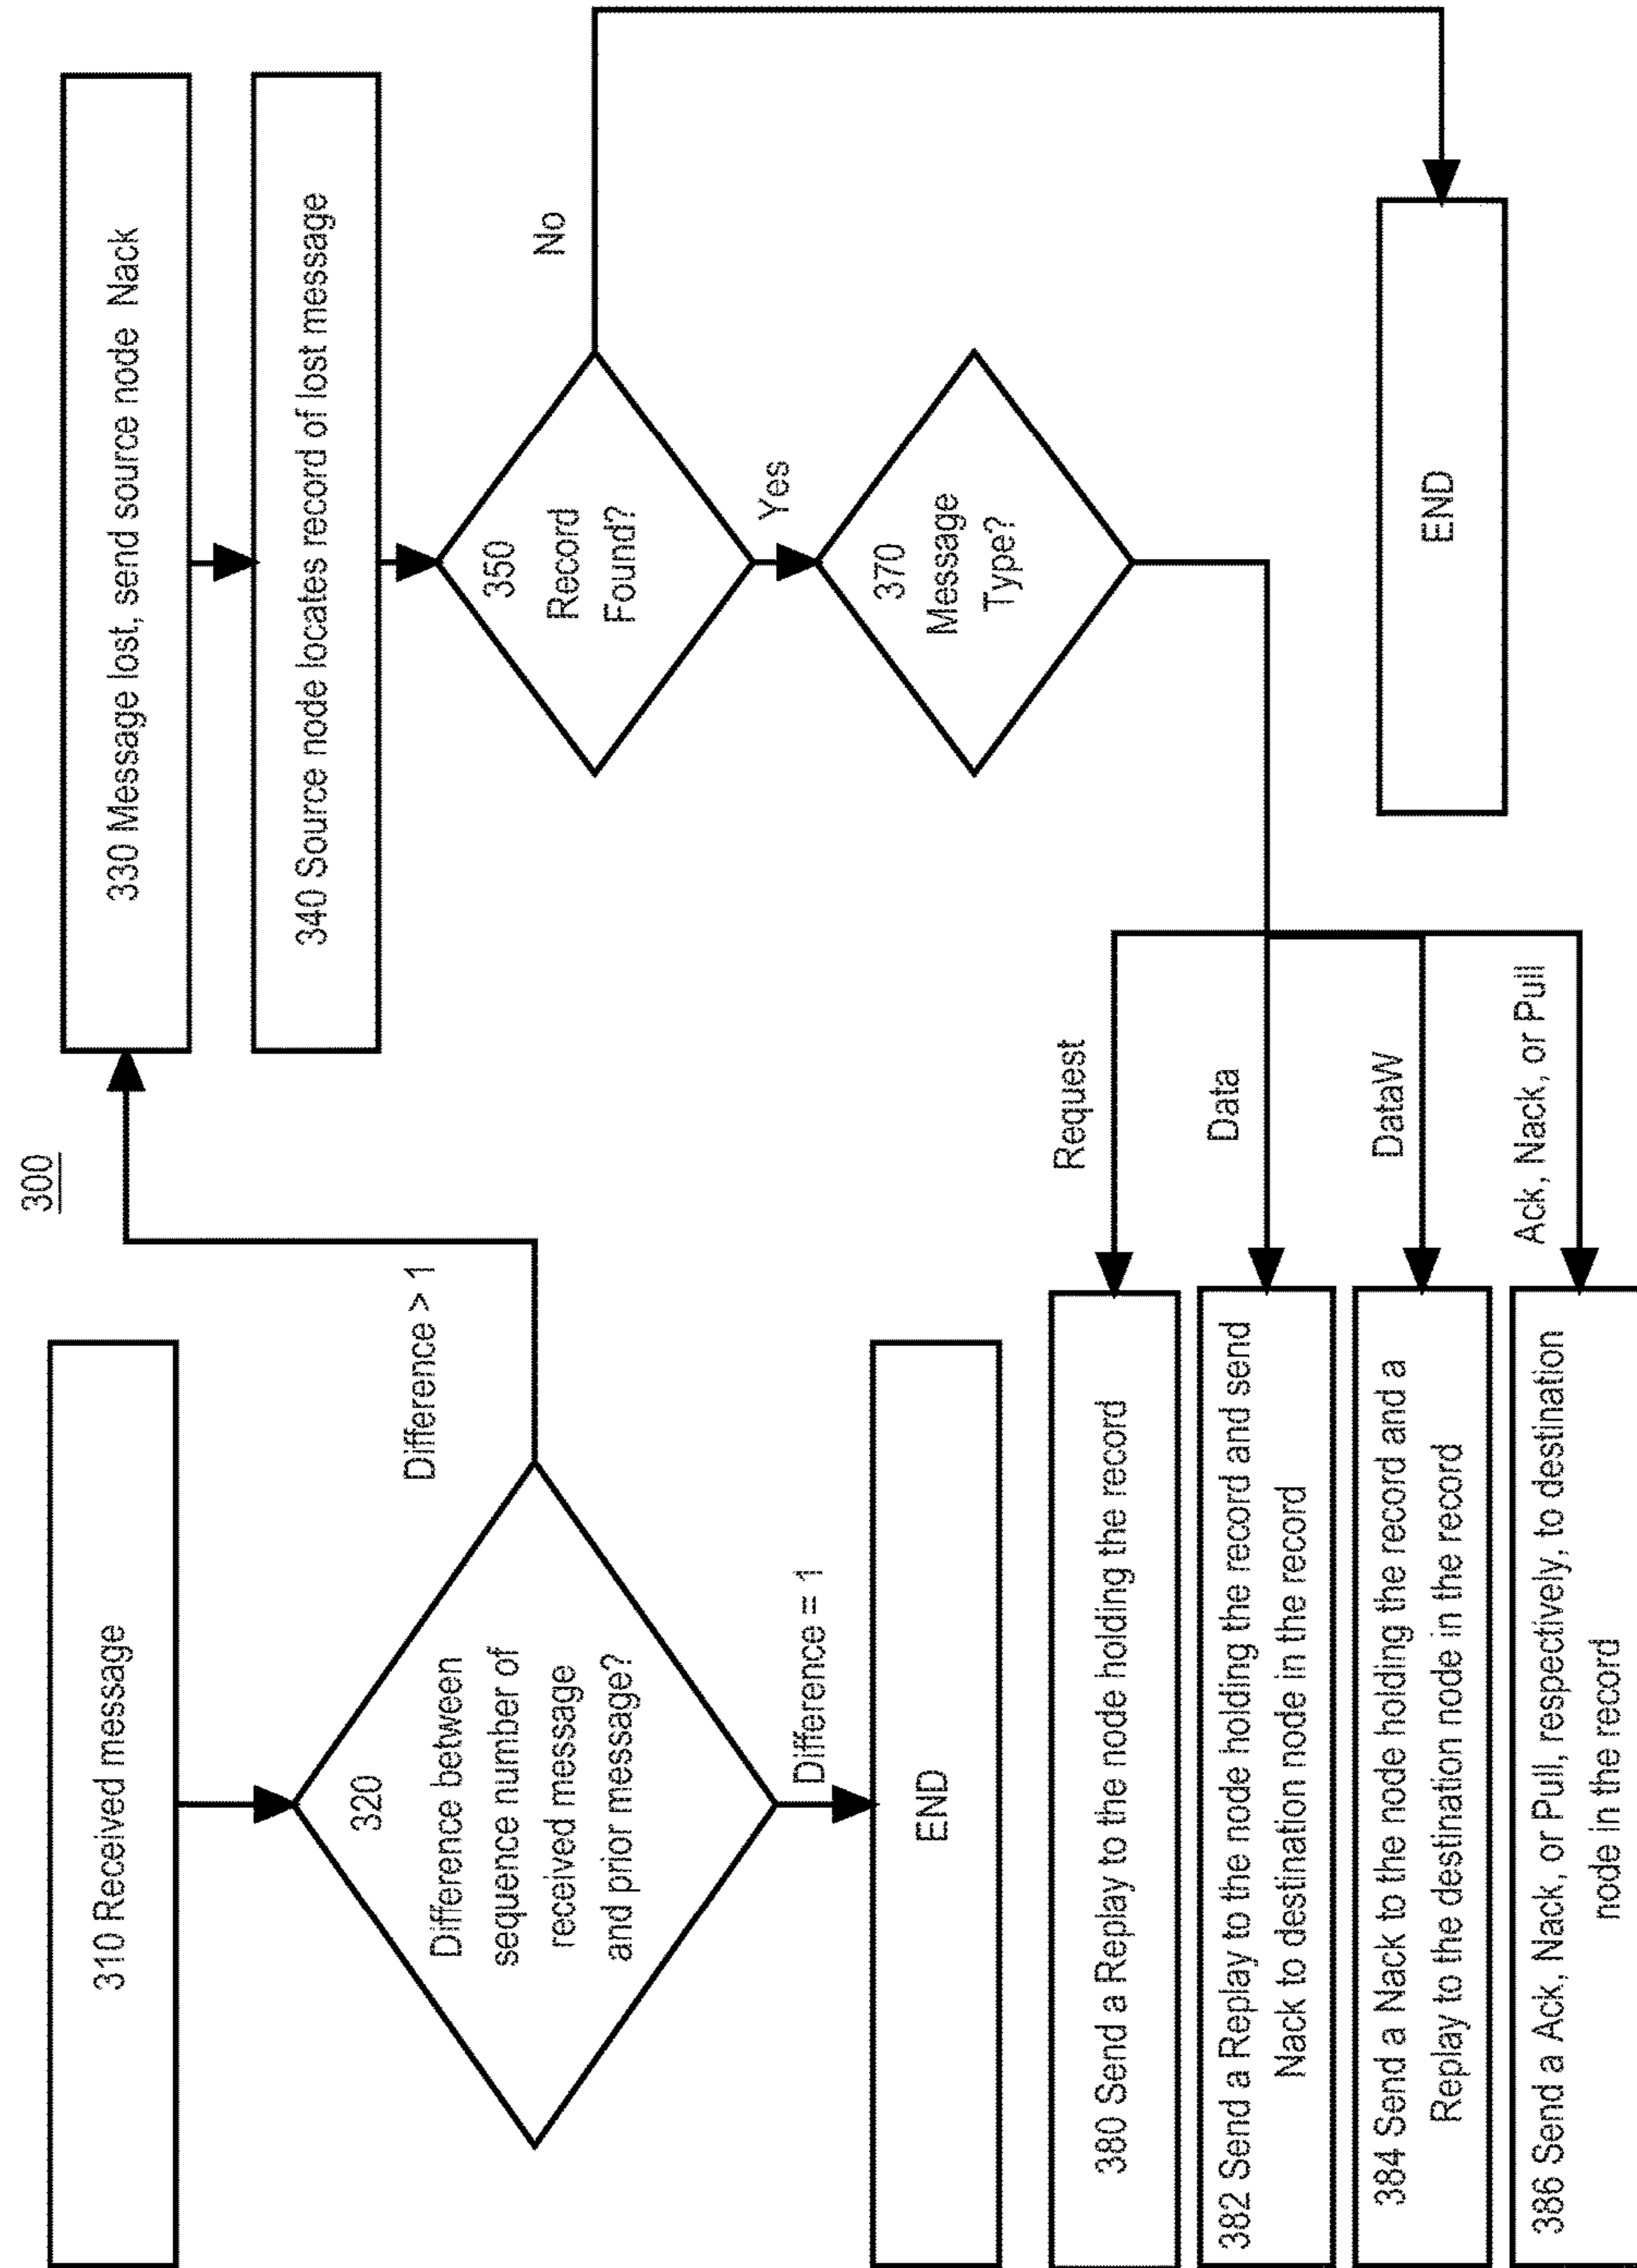 300
310 Received message
320
Difference between
sequence number of
received message
and prior message?
Difference > 1
Difference = 1
END
330 Message lost, send source node Nack
340 Source node locates record of lost message
350
Record
Found?
No
Yes
370
Message
Type?
END
Request
Data
DataW
Ack, Nack, or Pull
380 Send a Replay to the node holding the record
382 Send a Replay to the node holding the record and send
Nack to destination node in the record
384 Send a Nack to the node holding the record and a
Replay to the destination node in the record
386 Send a Ack, Nack, or Pull, respectively, to destination
node in the record